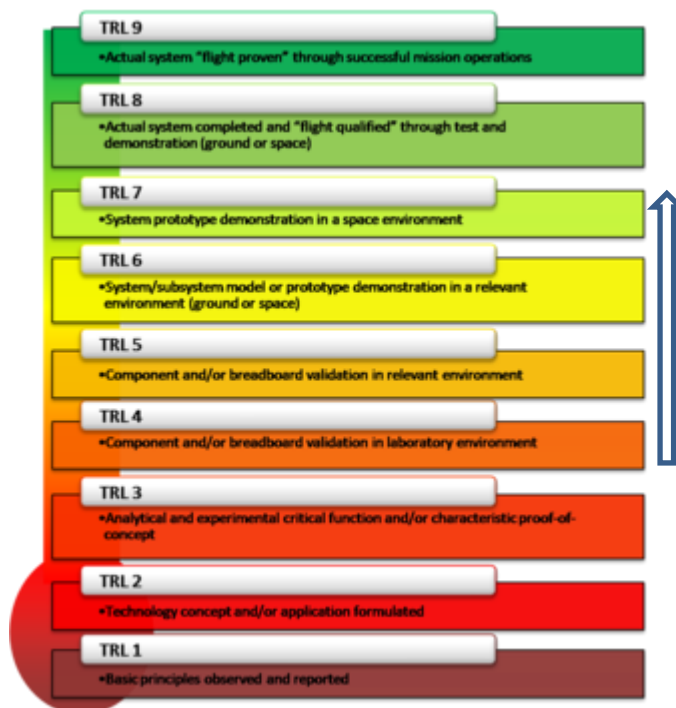 TRL 9
•Actual system "flight proven" through successful mission operations
TRL 8
•Actual system completed and "flight qualified" through test and
demonstration (ground or space)
TRL 7
•System prototype demonstration in a space environment
TRL 6
•System/subsystem model or prototype demonstration in a relevant
environment (ground or space)
TRL 5
•Component and/or breadboard validation in relevant environment
TRL 4
•Component and/or breadboard validation in laboratory environment
TRL 3
•Analytical and experimental critical function and/or characteristic proof-of-
concept
TRL 2
•Technology concept and/or application formulated
TRL 1
•Basic principles observed and reported